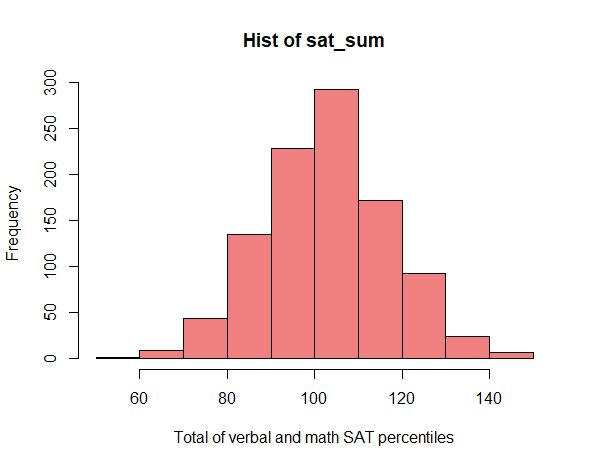 Hist of sat_sum
Frequency
300
250
200
150
100
50
0
60 80 100 120 140
Total of verbal and math SAT percentiles